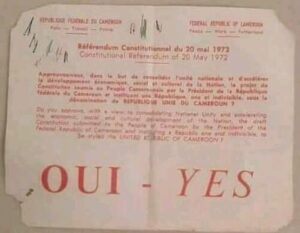 REPUBLIQUE FEDERALE DU CAMEROUN
FEDERAL REPUBLIC OF CAMEROON
Paix — Travail — Patrie
Peace — Work — Fatherland
Référendum Constitutionnel du 20 mai 1972
Constitutional Referendum of 20 May 1972
Approuvez-vous, dans le but de consolider l'unité nationale et d'accélérer
le développement économique, social et culturel de la Nation, le projet de
Constitution soumis au Peuple Camerounais par le Président de la République
Fédérale du Cameroun et instituant une République, une et indivisible, sous la
dénomination de REPUBLIQUE UNIE DU CAMEROUN ?
Do you approve, with a view to consolidating National Unity and accelerating
the economic, social and cultural development of the Nation, the draft
Constitution submitted to the People of Cameroon by the President of the
Federal Republic of Cameroon and instituting a Republic one and indivisible, to
be styled the UNITED REPUBLIC OF CAMEROON ?
OUI - YES